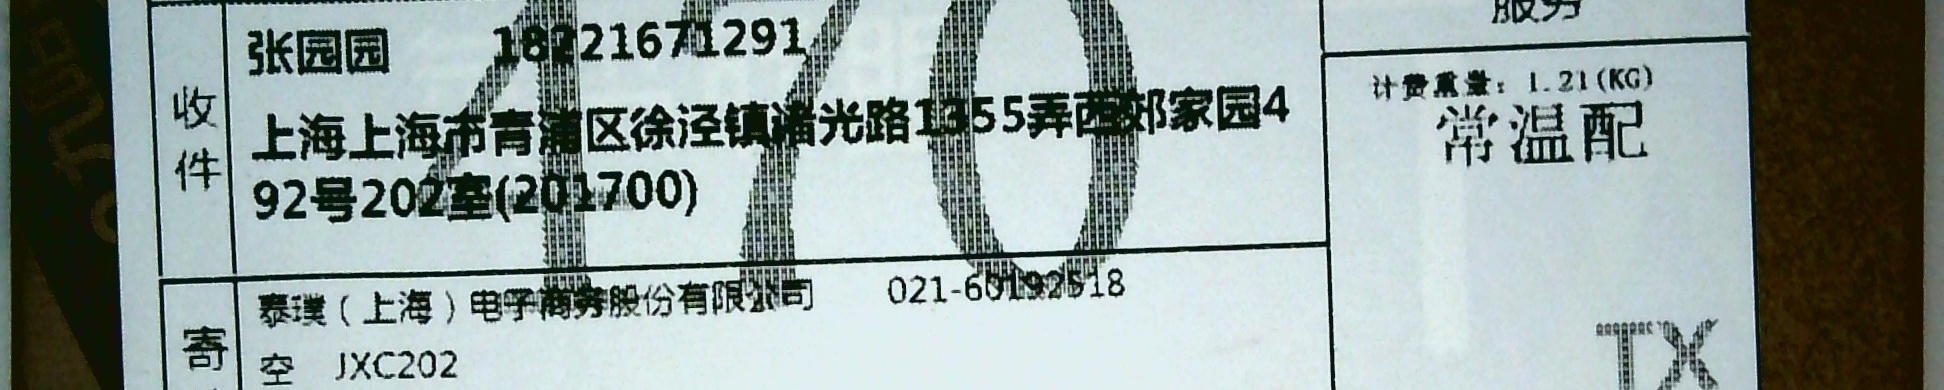 服务
收件
张园园 18221671291
上海上海市青浦区徐泾镇诸光路1355弄西郊家园4
92号202室(201700)
计费重量: 1.21(KG)
常温配
470
寄
泰璞（上海）电子商务股份有限公司 021-60192518
空 JXC202
TX